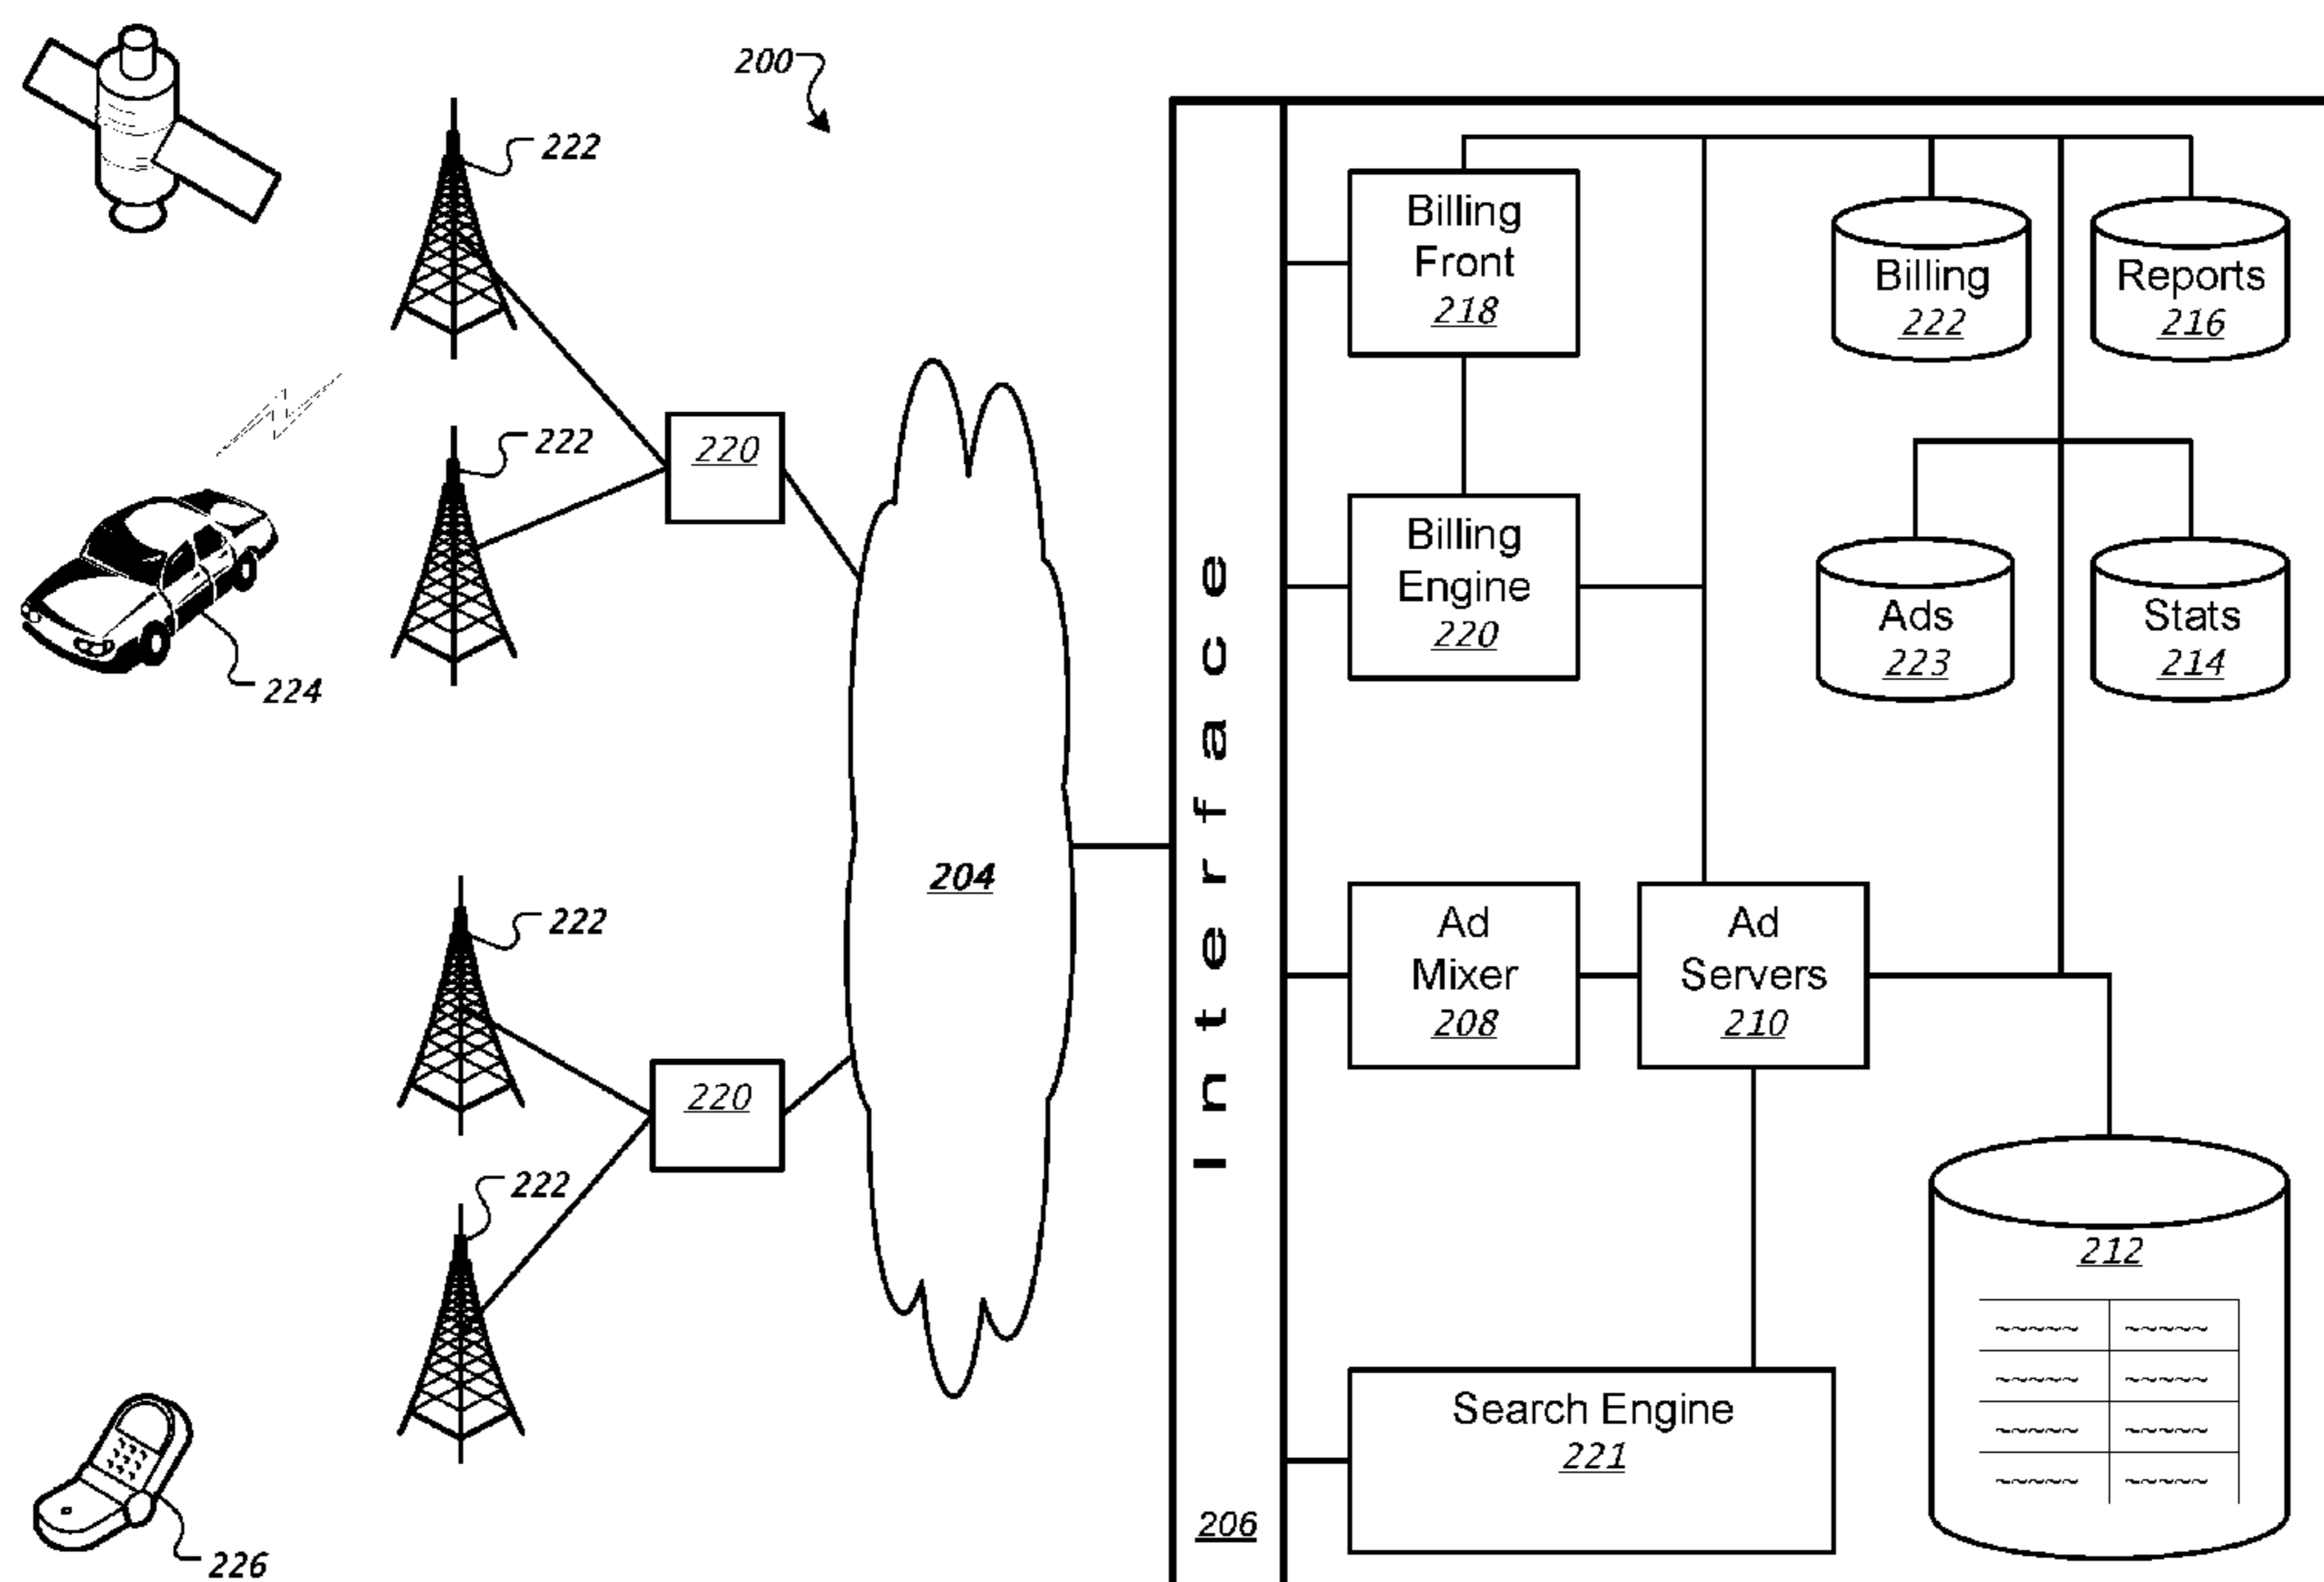 200
222
222
220
224
204
222
220
222
226
Interface
206
Billing
Front
218
Billing
222
Reports
216
Billing
Engine
220
Ads
223
Stats
214
Ad
Mixer
208
Ad
Servers
210
212
~~~~~ ~~~~~
~~~~~ ~~~~~
~~~~~ ~~~~~
~~~~~ ~~~~~
Search Engine
221